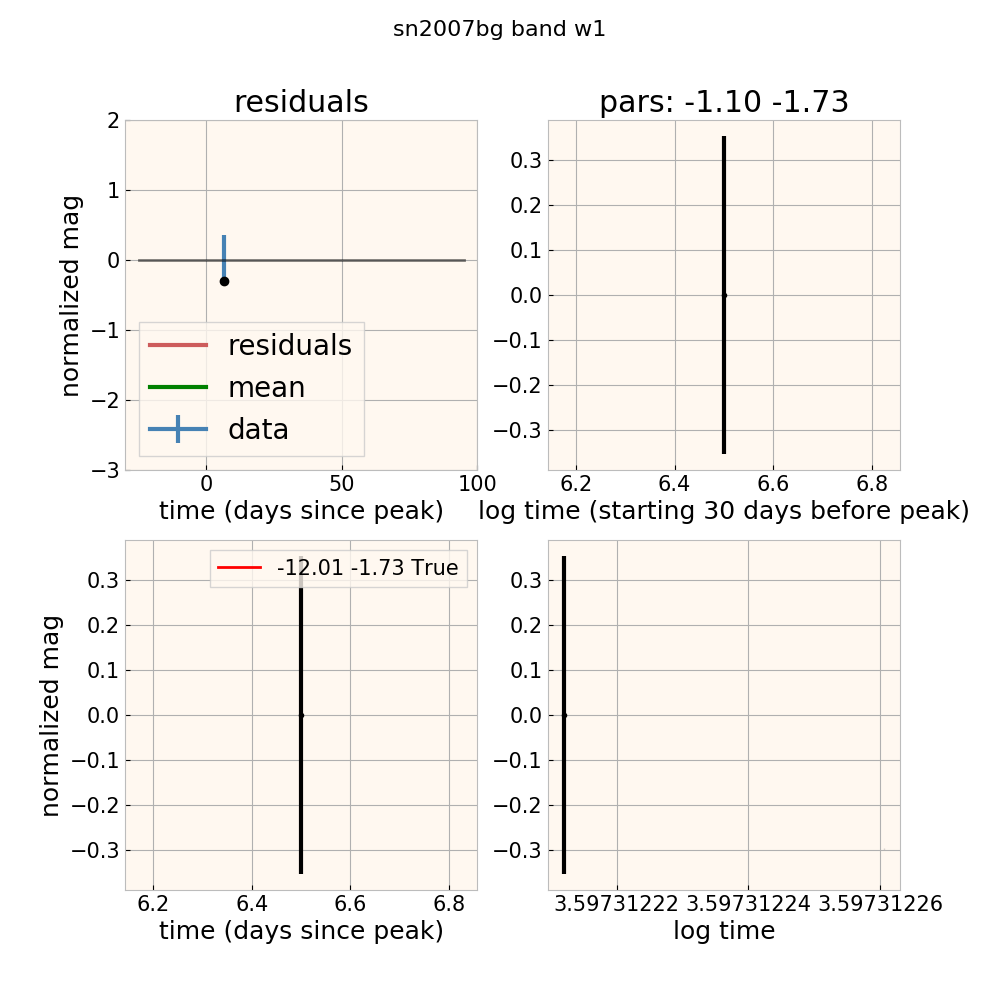 sn2007bg band w1
residuals
pars: -1.10 -1.73
2
1
0
−1
−2
−3
normalized mag
residuals
mean
data
0 50 100
time (days since peak)
0.3
0.2
0.1
0.0
−0.1
−0.2
−0.3
6.2 6.4 6.6 6.8
log time (starting 30 days before peak)
-12.01 -1.73 True
0.3
0.2
0.1
0.0
−0.1
−0.2
−0.3
normalized mag
6.2 6.4 6.6 6.8
time (days since peak)
0.3
0.2
0.1
0.0
−0.1
−0.2
−0.3
3.59731222 3.59731224 3.59731226
log time